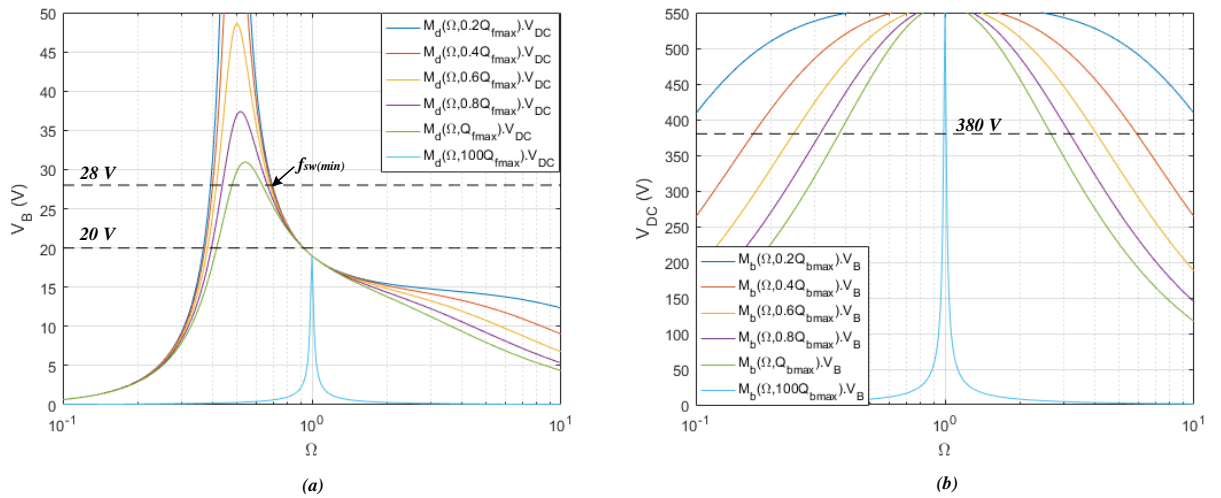 50
45
40
35
30
25
20
15
10
5
0
V_B (V)
28 V
20 V
f_sw(min)
M_d(Ω,0.2Q_fmax).V_DC
M_d(Ω,0.4Q_fmax).V_DC
M_d(Ω,0.6Q_fmax).V_DC
M_d(Ω,0.8Q_fmax).V_DC
M_d(Ω,Q_fmax).V_DC
M_d(Ω,100Q_fmax).V_DC
10^-1
10^0
10^1
Ω
(a)
550
500
450
400
350
300
250
200
150
100
50
0
V_DC (V)
380 V
M_b(Ω,0.2Q_bmax).V_B
M_b(Ω,0.4Q_bmax).V_B
M_b(Ω,0.6Q_bmax).V_B
M_b(Ω,0.8Q_bmax).V_B
M_b(Ω,Q_bmax).V_B
M_b(Ω,100Q_bmax).V_B
10^-1
10^0
10^1
Ω
(b)